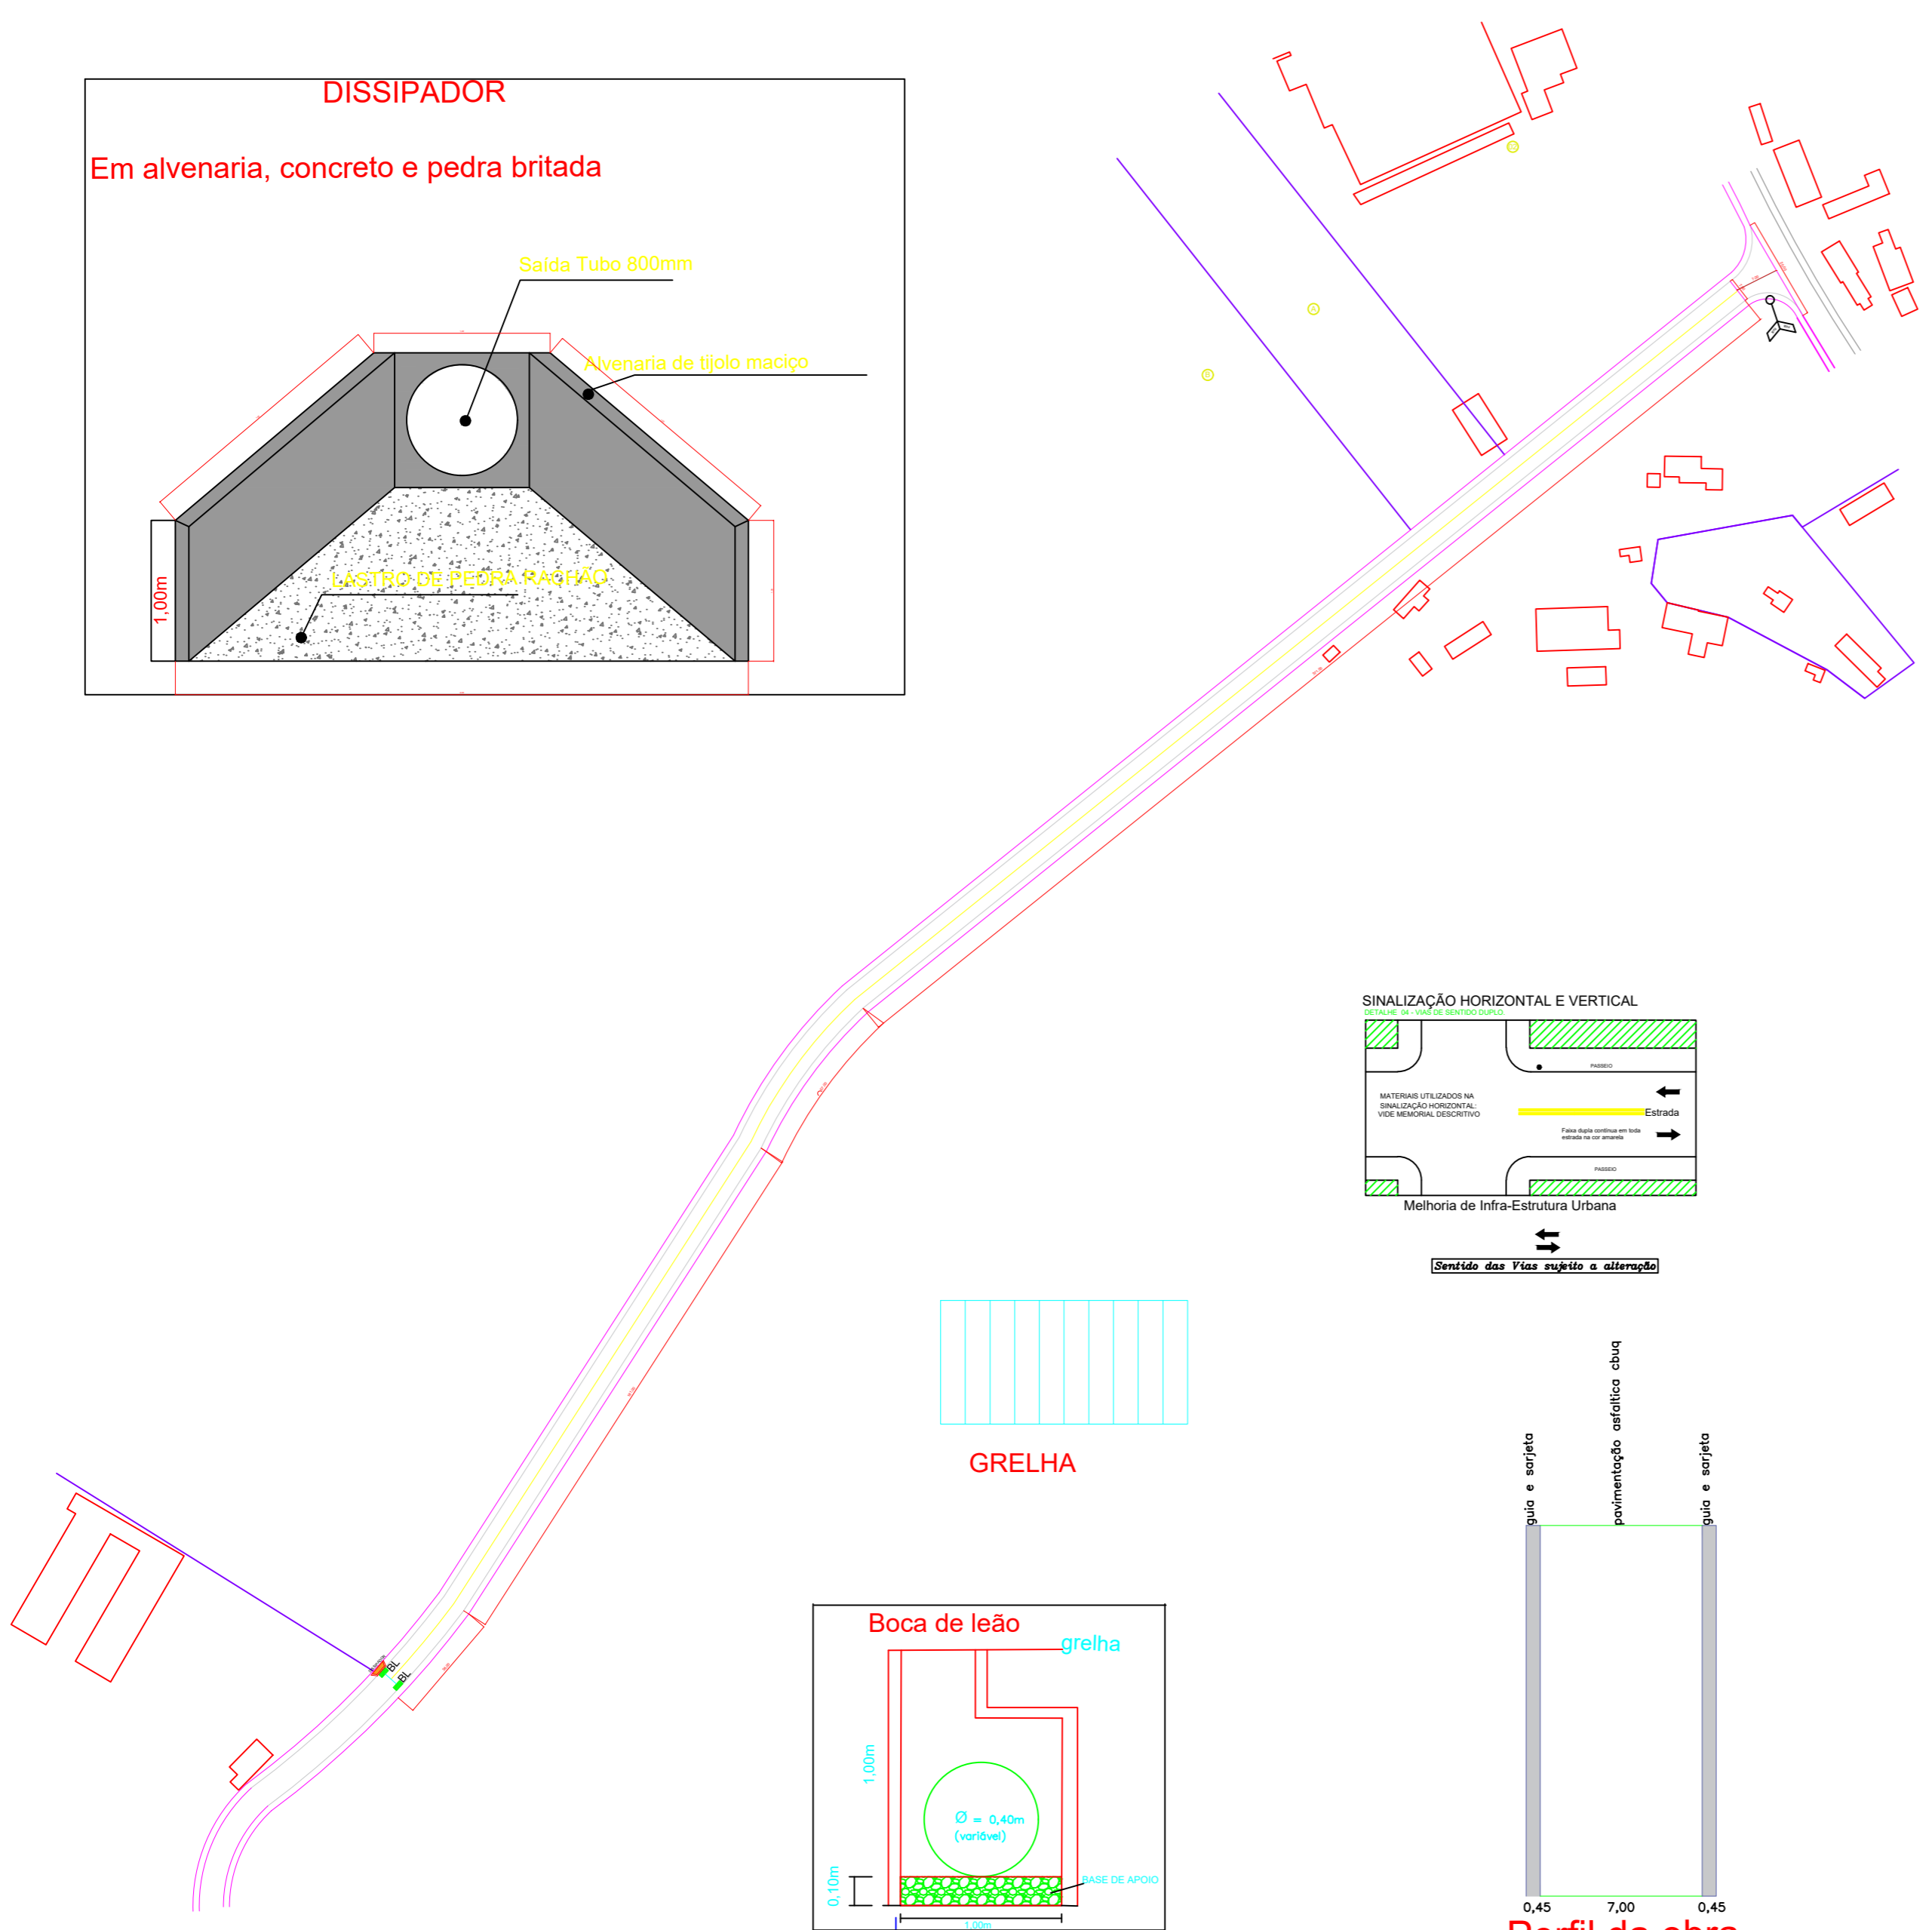 DISSIPADOR
Em alvenaria, concreto e pedra britada
Saída Tubo 800mm
Alvenaria de tijolo maciço
LASTRO DE PEDRA RACHÃO
1,00m
SINALIZAÇÃO HORIZONTAL E VERTICAL
DETALHE 04 - VIAS DE SENTIDO DUPLO
PASSEIO
MATERIAIS UTILIZADOS NA
SINALIZAÇÃO HORIZONTAL:
VIDE MEMORIAL DESCRITIVO
Estrada
Faixa dupla contínua em toda
estrada na cor amarela
PASSEIO
Melhoria de Infra-Estrutura Urbana
Sentido das Vias sujeito a alteração
GRELHA
guia e sarjeta
pavimentação asfaltica cbuq
guia e sarjeta
0,45 7,00 0,45
Perfil da obra
BL
BL
Boca de leão
grelha
1,00m
Ø = 0,40m
(variável)
0,10m
BASE DE APOIO
1,00m